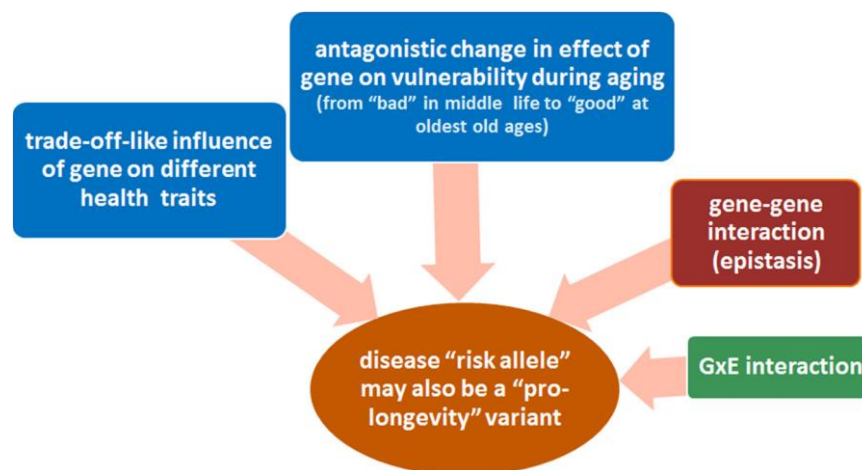 antagonistic change in effect of
gene on vulnerability during aging
(from “bad” in middle life to “good” at
oldest old ages)
trade-off-like influence
of gene on different
health traits
gene-gene
interaction
(epistasis)
disease “risk allele”
may also be a “pro-
longevity” variant
GxE interaction